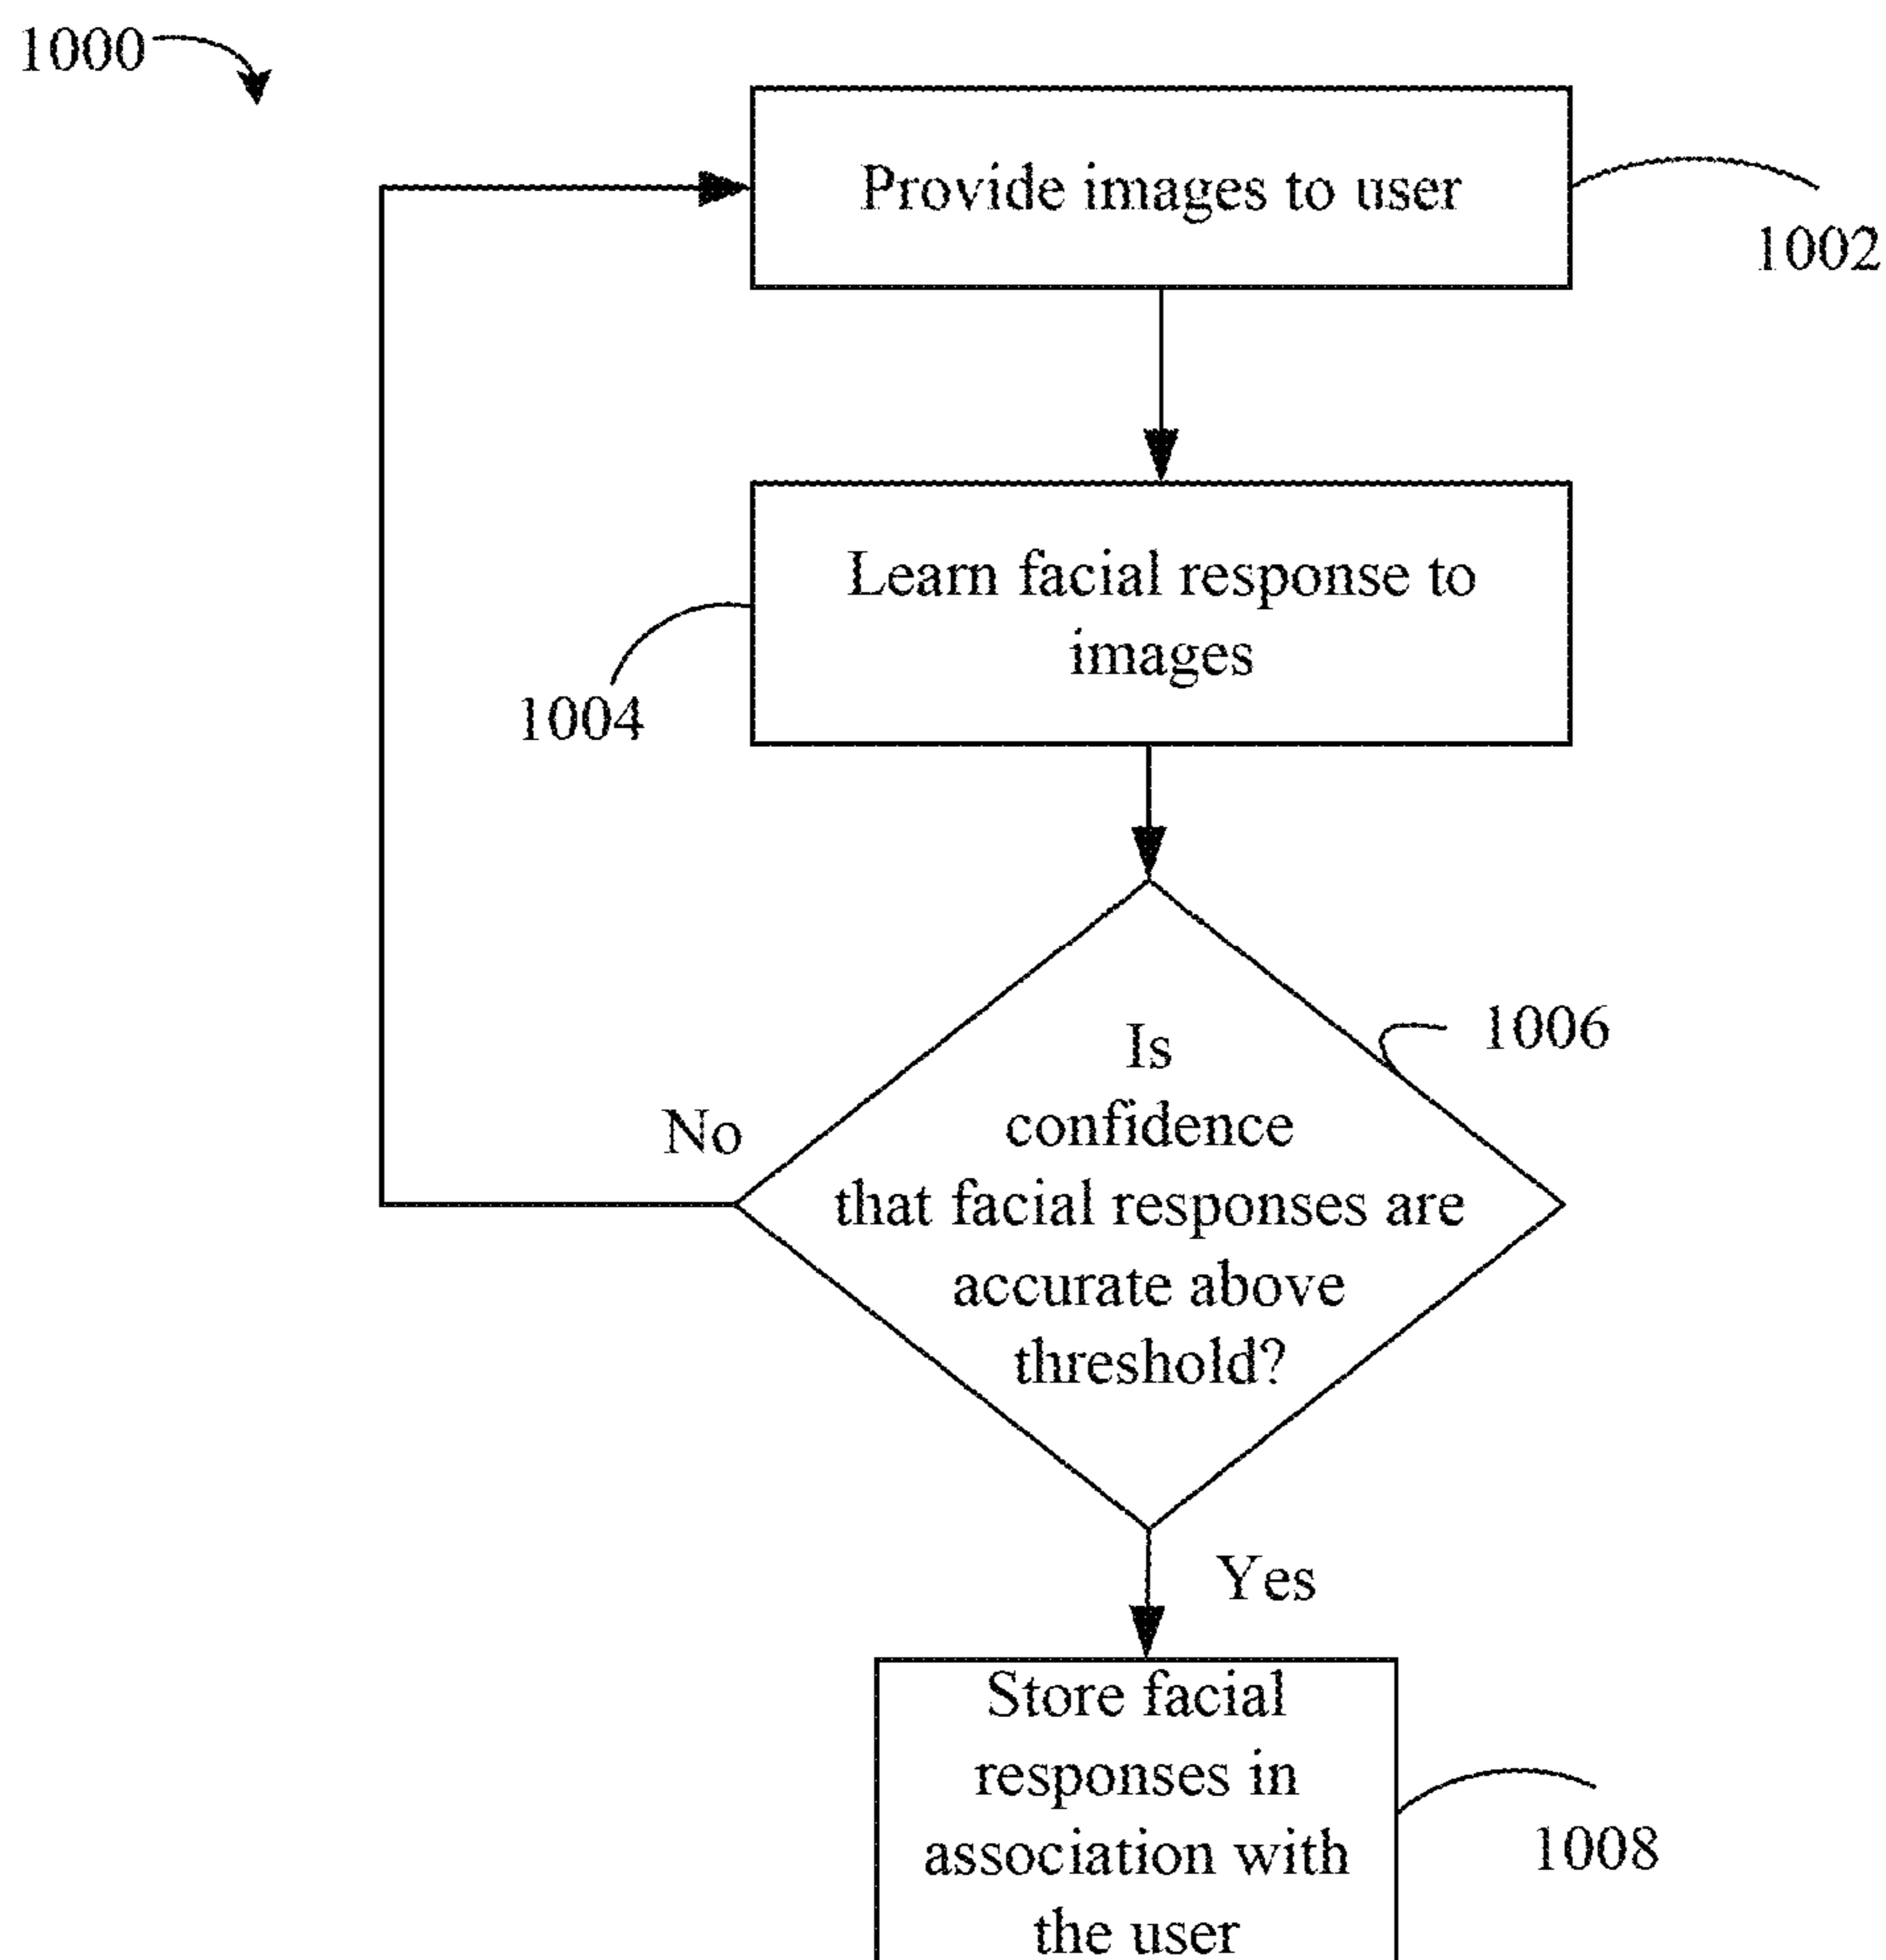 1000
Provide images to user
1002
Learn facial response to
images
1004
Is
confidence
that facial responses are
accurate above
threshold?
1006
No
Yes
Store facial
responses in
association with
the user
1008